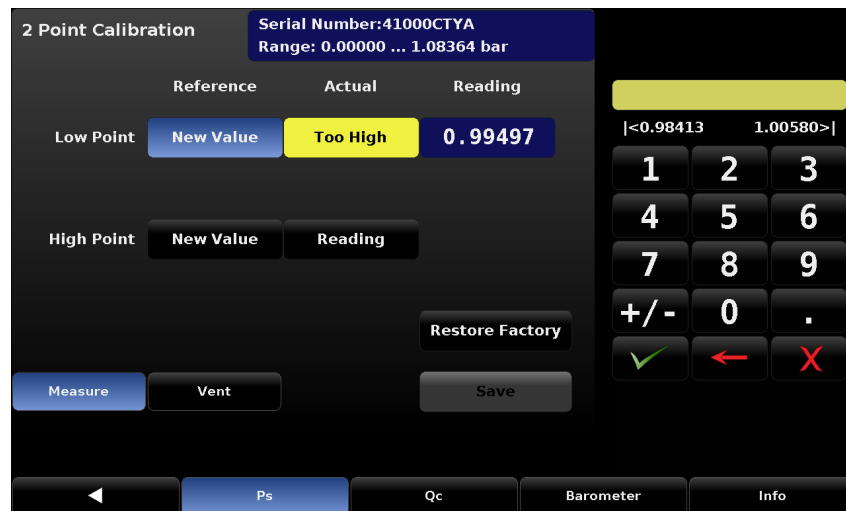 2 Point Calibration
Serial Number:41000CTYA
Range: 0.00000 ... 1.08364 bar
Reference Actual Reading
Low Point New Value Too High 0.99497
|<0.98413 1.00580>|
1 2 3
4 5 6
High Point New Value Reading
7 8 9
+/- 0 .
Restore Factory
Measure Vent Save
Ps Qc Barometer Info